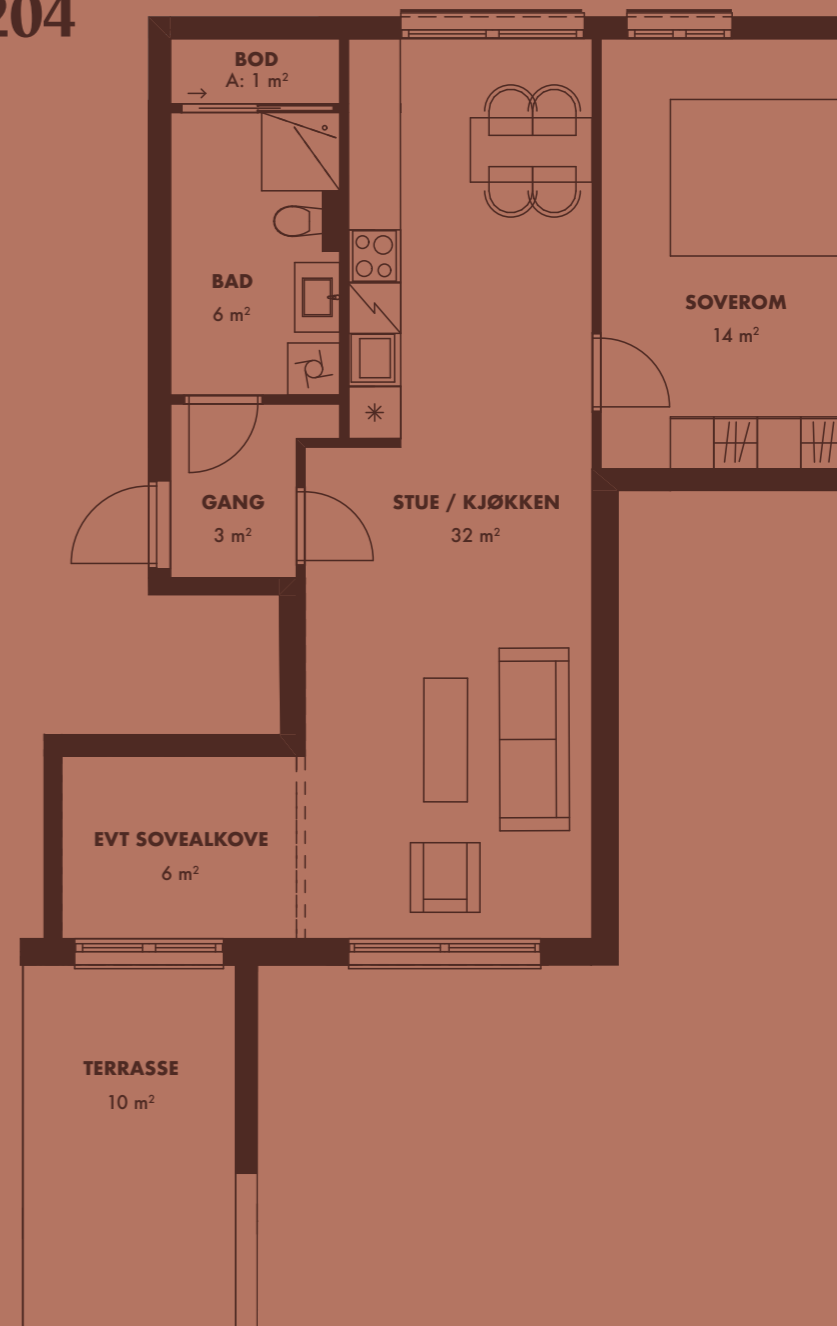 204
BOD
A: 1 m²
BAD
6 m²
SOVEROM
14 m²
GANG
3 m²
STUE / KJØKKEN
32 m²
EVT SOVEALKOVE
6 m²
TERRASSE
10 m²